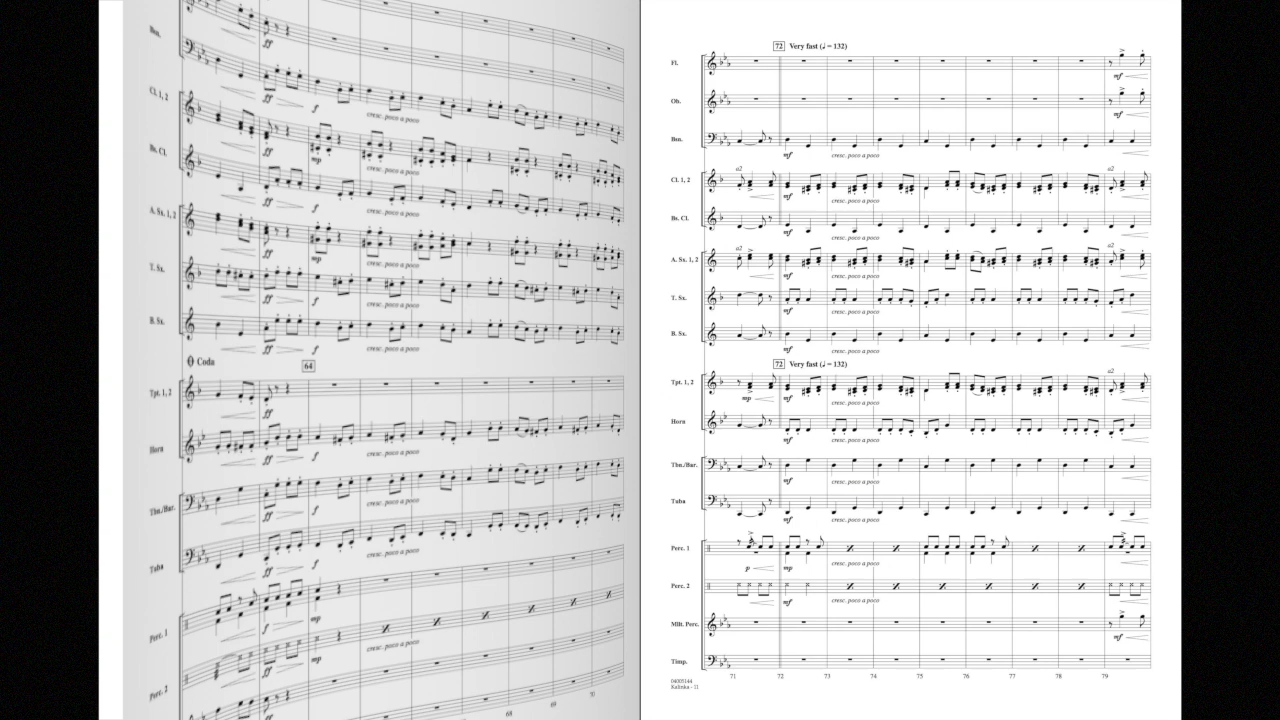 Bsn.
ff
ff
f
cresc. poco a poco
Cl. 1, 2
ff
mp
cresc. poco a poco
Bs. Cl.
ff
f
cresc. poco a poco
A. Sx. 1, 2
ff
mp
cresc. poco a poco
T. Sx.
ff
f
cresc. poco a poco
B. Sx.
ff
f
cresc. poco a poco
Coda
64
Tpt. 1, 2
ff
Horn
ff
f
cresc. poco a poco
Tbn./Bar.
ff
f
cresc. poco a poco
Tuba
ff
f
cresc. poco a poco
Perc. 1
f
mp
Perc. 2
f
mp
cresc. poco a poco
68
69
72 Very fast (♩ = 132)
Fl.
mf
Ob.
mf
Bsn.
mf
cresc. poco a poco
a2
a2
Cl. 1, 2
mf
cresc. poco a poco
Bs. Cl.
mf
cresc. poco a poco
a2
a2
A. Sx. 1, 2
mf
cresc. poco a poco
T. Sx.
mf
cresc. poco a poco
B. Sx.
mf
cresc. poco a poco
72 Very fast (♩ = 132)
a2
Tpt. 1, 2
mp
mf
cresc. poco a poco
Horn
mf
cresc. poco a poco
Tbn./Bar.
mf
cresc. poco a poco
Tuba
mf
cresc. poco a poco
Perc. 1
p
mp
cresc. poco a poco
Perc. 2
mf
cresc. poco a poco
Mlt. Perc.
mf
Timp.
71 72 73 74 75 76 77 78 79
04005144
Kalinka - 11